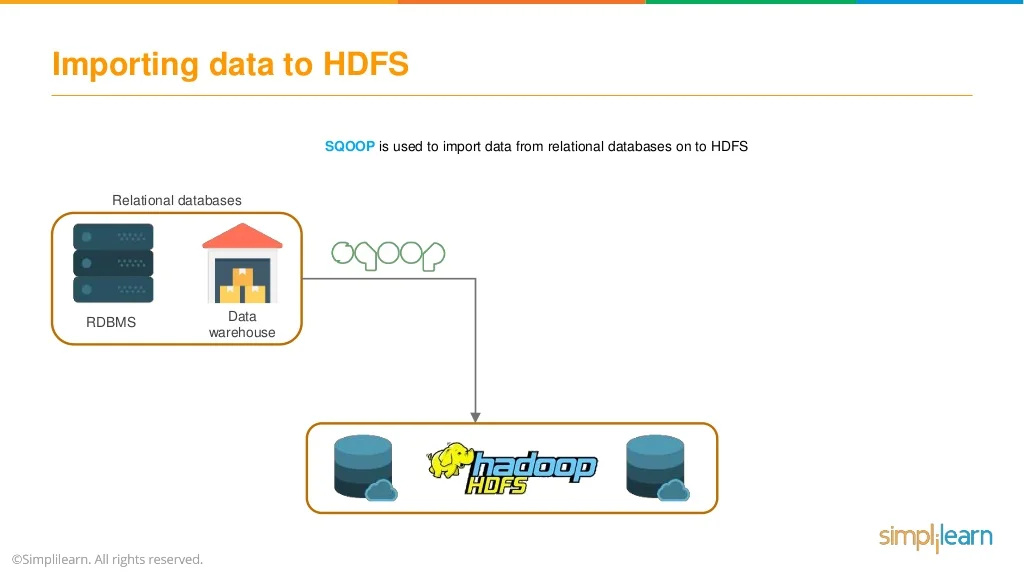 Importing data to HDFS
SQOOP is used to import data from relational databases on to HDFS
Relational databases
sqoop
RDBMS
Data
warehouse
hadoop
HDFS
simplilearn
©Simplilearn. All rights reserved.